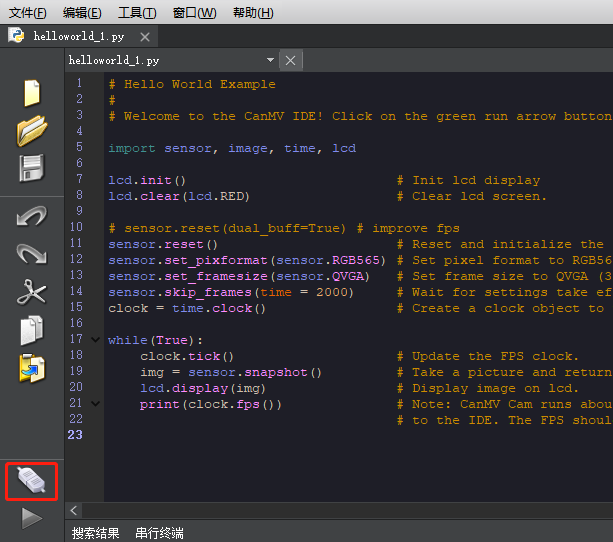 文件(F) 编辑(E) 工具(T) 窗口(W) 帮助(H)
helloworld_1.py
helloworld_1.py
1 # Hello World Example
2 #
3 # Welcome to the CanMV IDE! Click on the green run arrow button
4
5 import sensor, image, time, lcd
6
7 lcd.init() # Init lcd display
8 lcd.clear(lcd.RED) # Clear lcd screen.
9
10 # sensor.reset(dual_buff=True) # improve fps
11 sensor.reset() # Reset and initialize the
12 sensor.set_pixformat(sensor.RGB565) # Set pixel format to RGB56
13 sensor.set_framesize(sensor.QVGA) # Set frame size to QVGA (3
14 sensor.skip_frames(time = 2000) # Wait for settings take ef
15 clock = time.clock() # Create a clock object to
16
17 while(True):
18 clock.tick() # Update the FPS clock.
19 img = sensor.snapshot() # Take a picture and return
20 lcd.display(img) # Display image on lcd.
21 print(clock.fps()) # Note: CanMV Cam runs abou
22 # to the IDE. The FPS shoul
23
搜索结果 串行终端